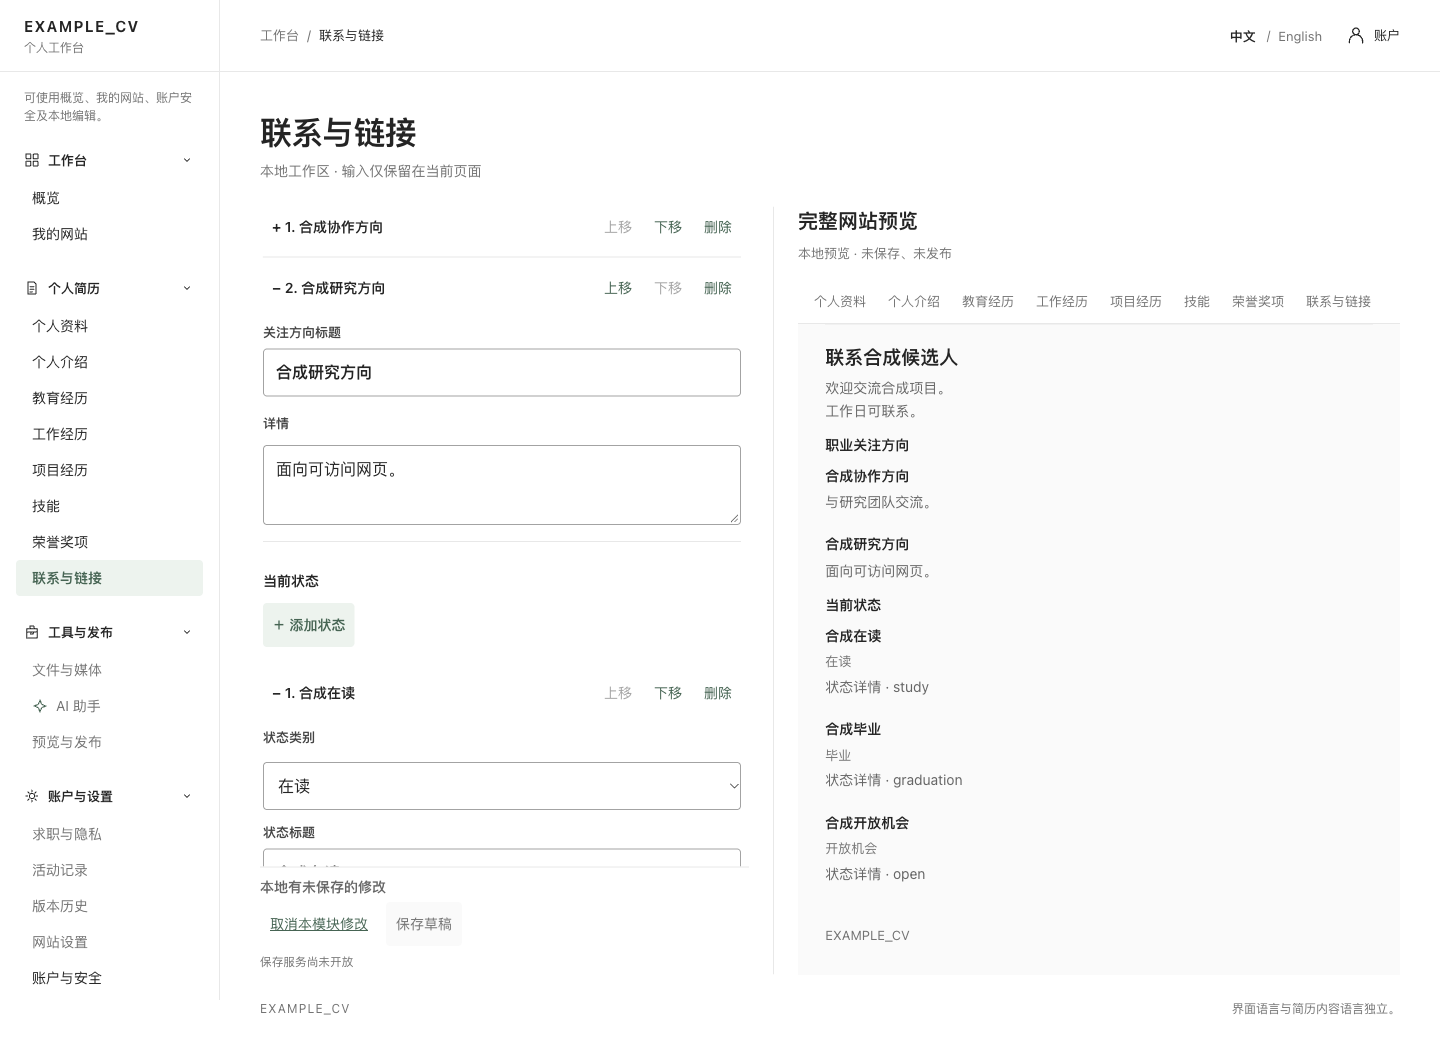 EXAMPLE_CV
个人工作台
工作台 / 联系与链接
中文 / English
账户
可使用概览、我的网站、账户安
全及本地编辑。
工作台
概览
我的网站
个人简历
个人资料
个人介绍
教育经历
工作经历
项目经历
技能
荣誉奖项
联系与链接
工具与发布
文件与媒体
AI 助手
预览与发布
账户与设置
求职与隐私
活动记录
版本历史
网站设置
账户与安全
联系与链接
本地工作区 · 输入仅保留在当前页面
+ 1. 合成协作方向 上移 下移 删除
− 2. 合成研究方向 上移 下移 删除
关注方向标题
合成研究方向
详情
面向可访问网页。
当前状态
+ 添加状态
− 1. 合成在读 上移 下移 删除
状态类别
在读
状态标题
本地有未保存的修改
取消本模块修改 保存草稿
保存服务尚未开放
完整网站预览
本地预览 · 未保存、未发布
个人资料 个人介绍 教育经历 工作经历 项目经历 技能 荣誉奖项 联系与链接
联系合成候选人
欢迎交流合成项目。
工作日可联系。
职业关注方向
合成协作方向
与研究团队交流。
合成研究方向
面向可访问网页。
当前状态
合成在读
在读
状态详情 · study
合成毕业
毕业
状态详情 · graduation
合成开放机会
开放机会
状态详情 · open
EXAMPLE_CV
EXAMPLE_CV
界面语言与简历内容语言独立。